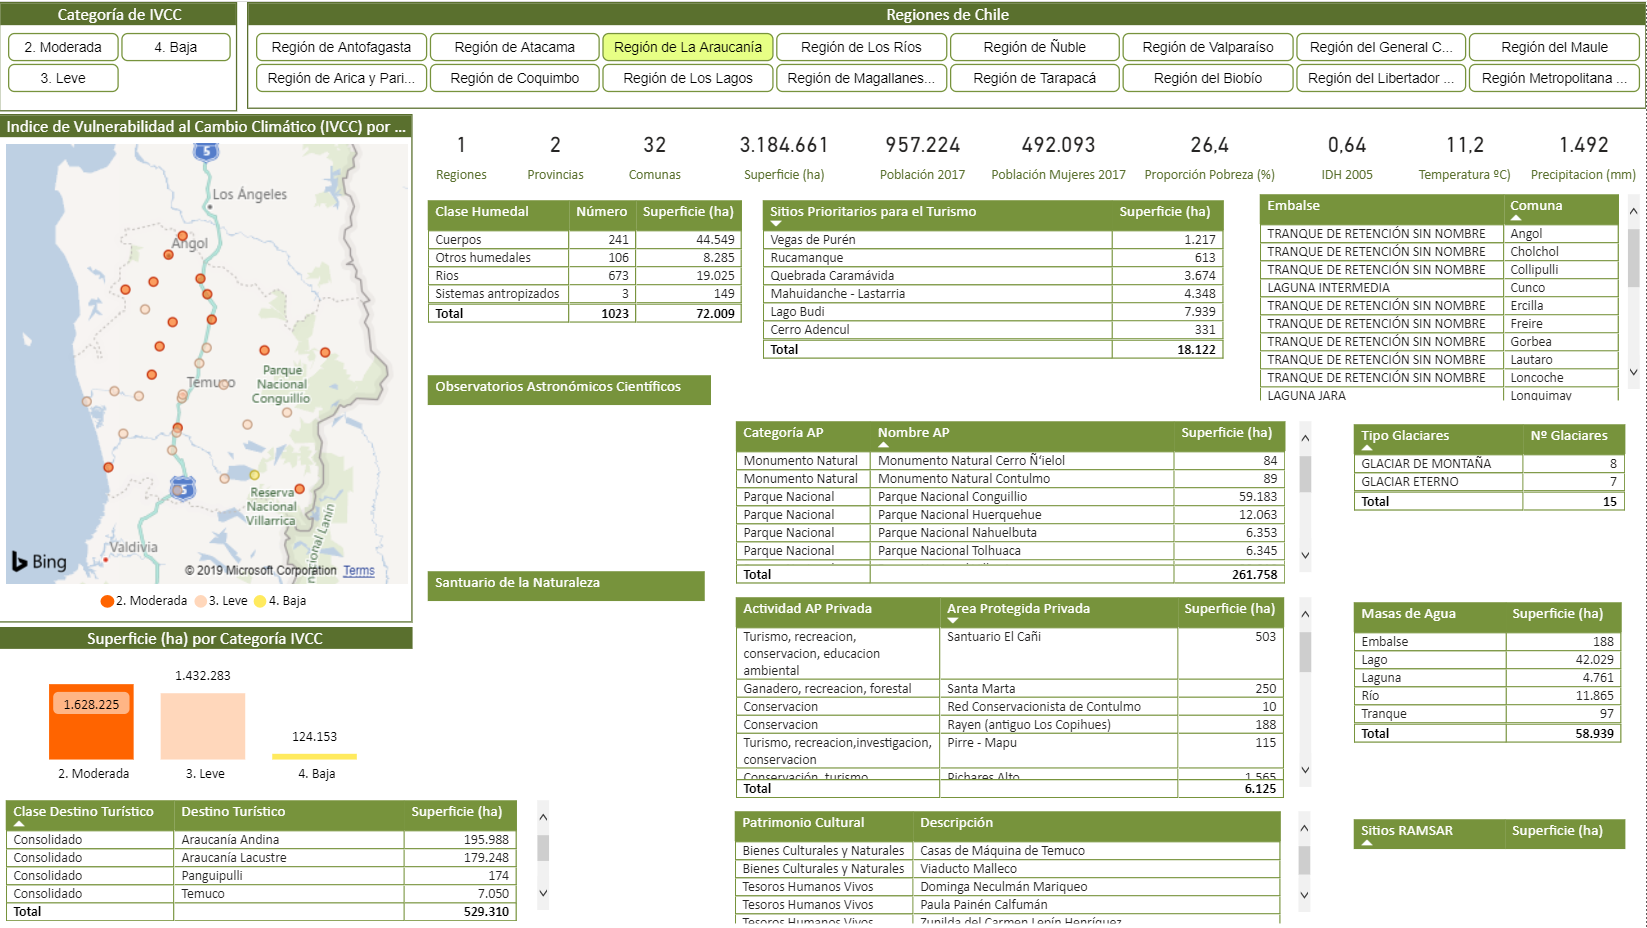 Categoría de IVCC
2. Moderada
4. Baja
3. Leve
Regiones de Chile
Región de Antofagasta
Región de Atacama
Región de La Araucanía
Región de Los Ríos
Región de Ñuble
Región de Valparaíso
Región del General C...
Región del Maule
Región de Arica y Pari...
Región de Coquimbo
Región de Los Lagos
Región de Magallanes...
Región de Tarapacá
Región del Biobío
Región del Libertador ...
Región Metropolitana ...
Indice de Vulnerabilidad al Cambio Climático (IVCC) por ...
5
Los Ángeles
Angol
Temuco
Parque
Nacional
Conguillío
5
Reserva
Nacional
Villarrica
Valdivia
cional Lanín
Bing
© 2019 Microsoft Corporation Terms
2. Moderada 3. Leve 4. Baja
1 2 32 3.184.661 957.224 492.093 26,4 0,64 11,2 1.492
Regiones Provincias Comunas Superficie (ha) Población 2017 Población Mujeres 2017 Proporción Pobreza (%) IDH 2005 Temperatura ºC) Precipitacion (mm)
Clase Humedal Número Superficie (ha)
Cuerpos 241 44.549
Otros humedales 106 8.285
Rios 673 19.025
Sistemas antropizados 3 149
Total 1023 72.009
Sitios Prioritarios para el Turismo Superficie (ha)
Vegas de Purén 1.217
Rucamanque 613
Quebrada Caramávida 3.674
Mahuidanche - Lastarria 4.348
Lago Budi 7.939
Cerro Adencul 331
Total 18.122
Embalse Comuna
TRANQUE DE RETENCIÓN SIN NOMBRE Angol
TRANQUE DE RETENCIÓN SIN NOMBRE Cholchol
TRANQUE DE RETENCIÓN SIN NOMBRE Collipulli
LAGUNA INTERMEDIA Cunco
TRANQUE DE RETENCIÓN SIN NOMBRE Ercilla
TRANQUE DE RETENCIÓN SIN NOMBRE Freire
TRANQUE DE RETENCIÓN SIN NOMBRE Gorbea
TRANQUE DE RETENCIÓN SIN NOMBRE Lautaro
TRANQUE DE RETENCIÓN SIN NOMBRE Loncoche
LAGUNA JARA Lonquimay
Observatorios Astronómicos Científicos
Categoría AP Nombre AP Superficie (ha)
Monumento Natural Monumento Natural Cerro Ñ‘ielol 84
Monumento Natural Monumento Natural Contulmo 89
Parque Nacional Parque Nacional Conguillio 59.183
Parque Nacional Parque Nacional Huerquehue 12.063
Parque Nacional Parque Nacional Nahuelbuta 6.353
Parque Nacional Parque Nacional Tolhuaca 6.345
Total 261.758
Tipo Glaciares Nº Glaciares
GLACIAR DE MONTAÑA 8
GLACIAR ETERNO 7
Total 15
Santuario de la Naturaleza
Actividad AP Privada Area Protegida Privada Superficie (ha)
Turismo, recreacion, Santuario El Cañi 503
conservacion, educacion
ambiental
Ganadero, recreacion, forestal Santa Marta 250
Conservacion Red Conservacionista de Contulmo 10
Conservacion Rayen (antiguo Los Copihues) 188
Turismo, recreacion,investigacion, Pirre - Mapu 115
conservacion
Conservación, turismo Pichares Alto 1.565
Total 6.125
Masas de Agua Superficie (ha)
Embalse 188
Lago 42.029
Laguna 4.761
Río 11.865
Tranque 97
Total 58.939
Superficie (ha) por Categoría IVCC
1.628.225
1.432.283
124.153
2. Moderada 3. Leve 4. Baja
Clase Destino Turístico Destino Turístico Superficie (ha)
Consolidado Araucanía Andina 195.988
Consolidado Araucanía Lacustre 179.248
Consolidado Panguipulli 174
Consolidado Temuco 7.050
Total 529.310
Patrimonio Cultural Descripción
Bienes Culturales y Naturales Casas de Máquina de Temuco
Bienes Culturales y Naturales Viaducto Malleco
Tesoros Humanos Vivos Dominga Neculmán Mariqueo
Tesoros Humanos Vivos Paula Painén Calfumán
Tesoros Humanos Vivos Zunilda del Carmen Lepín Henríquez
Sitios RAMSAR Superficie (ha)